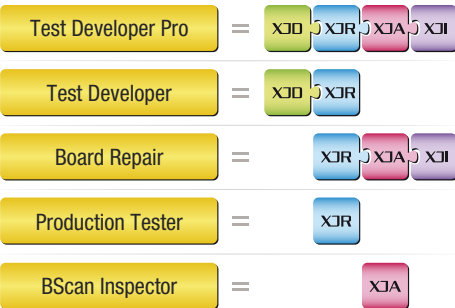 Test Developer Pro = XJD XJR XJA XJI
Test Developer = XJD XJR
Board Repair = XJR XJA XJI
Production Tester = XJR
BScan Inspector = XJA